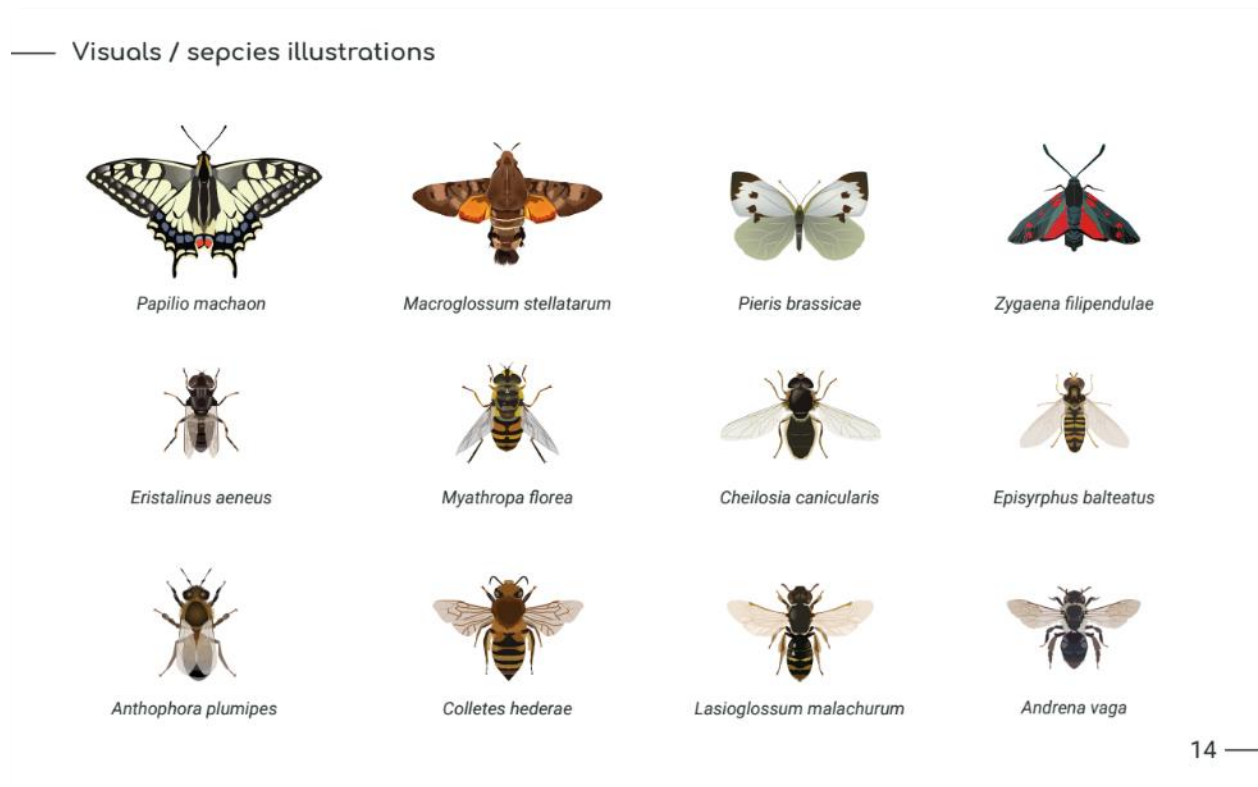 Visuals / sepcies illustrations
Papilio machaon
Macroglossum stellatarum
Pieris brassicae
Zygaena filipendulae
Eristalinus aeneus
Myathropa florea
Cheilosia canicularis
Episyrphus balteatus
Anthophora plumipes
Colletes hederae
Lasioglossum malachurum
Andrena vaga
14